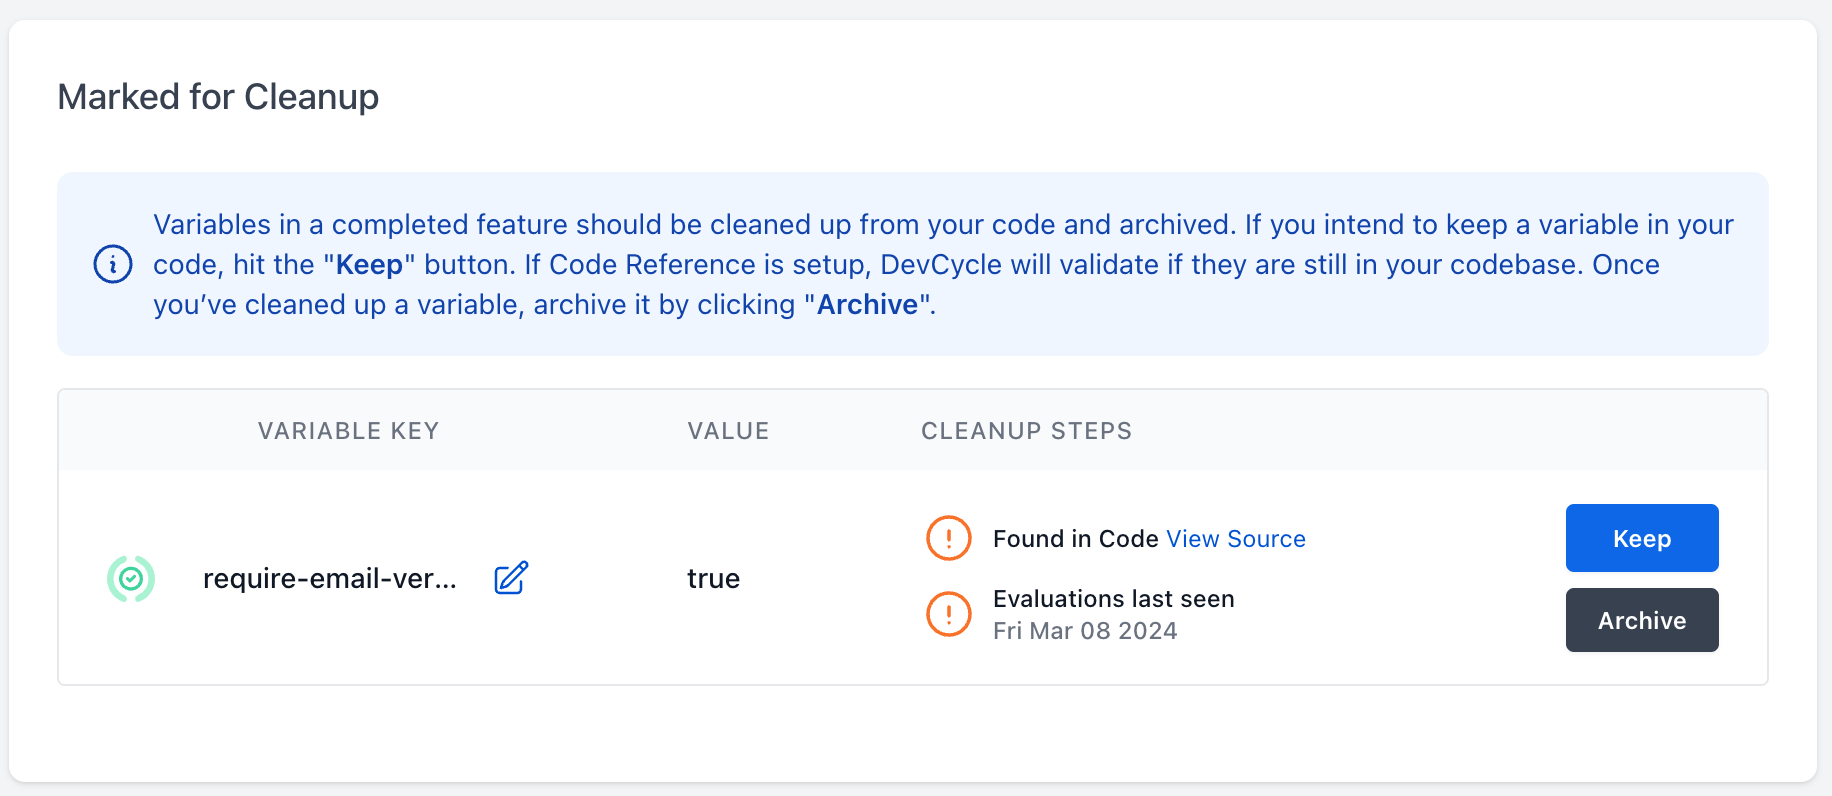 Marked for Cleanup
Variables in a completed feature should be cleaned up from your code and archived. If you intend to keep a variable in your
code, hit the "Keep" button. If Code Reference is setup, DevCycle will validate if they are still in your codebase. Once
you’ve cleaned up a variable, archive it by clicking "Archive".
VARIABLE KEY VALUE CLEANUP STEPS
require-email-ver... true
Found in Code View Source
Evaluations last seen
Fri Mar 08 2024
Keep
Archive